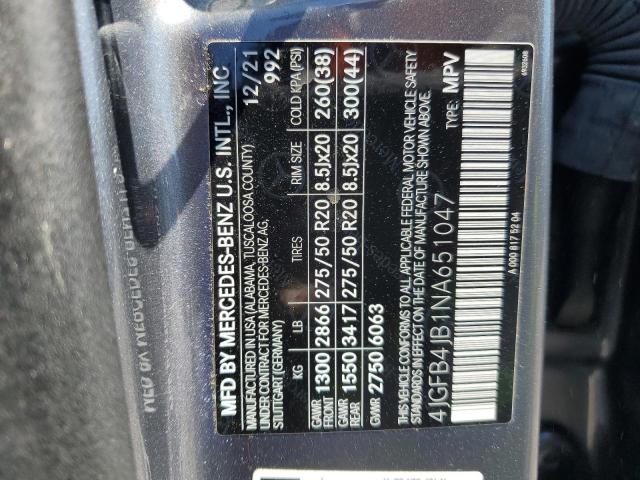 MFD BY MERCEDES-BENZ U.S. INTL., INC
MANUFACTURED IN USA (ALABAMA, TUSCALOOSA COUNTY) 12/21
UNDER CONTRACT FOR MERCEDES-BENZ AG, 992
STUTTGART (GERMANY)
KG LB TIRES RIM SIZE COLD KPA(PSI)
GAWR FRONT 1300 2866 275/50 R20 8.5Jx20 260(38)
GAWR REAR 1550 3417 275/50 R20 8.5Jx20 300(44)
GVWR 2750 6063
THIS VEHICLE CONFORMS TO ALL APPLICABLE FEDERAL MOTOR VEHICLE SAFETY
STANDARDS IN EFFECT ON THE DATE OF MANUFACTURE SHOWN ABOVE.
4JGFB4JB1NA651047 TYPE: MPV
A 000 817 52 04